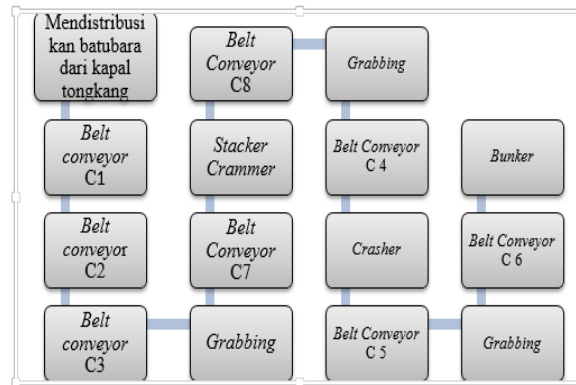 Mendistribusi
kan batubara
dari kapal
tongkang
Belt
conveyor
C1
Belt
conveyor
C2
Belt
conveyor
C3
Grabbing
Belt
Conveyor
C7
Stacker
Crammer
Belt
Conveyor
C8
Grabbing
Belt Conveyor
C 4
Crasher
Belt Conveyor
C 5
Grabbing
Belt Conveyor
C 6
Bunker